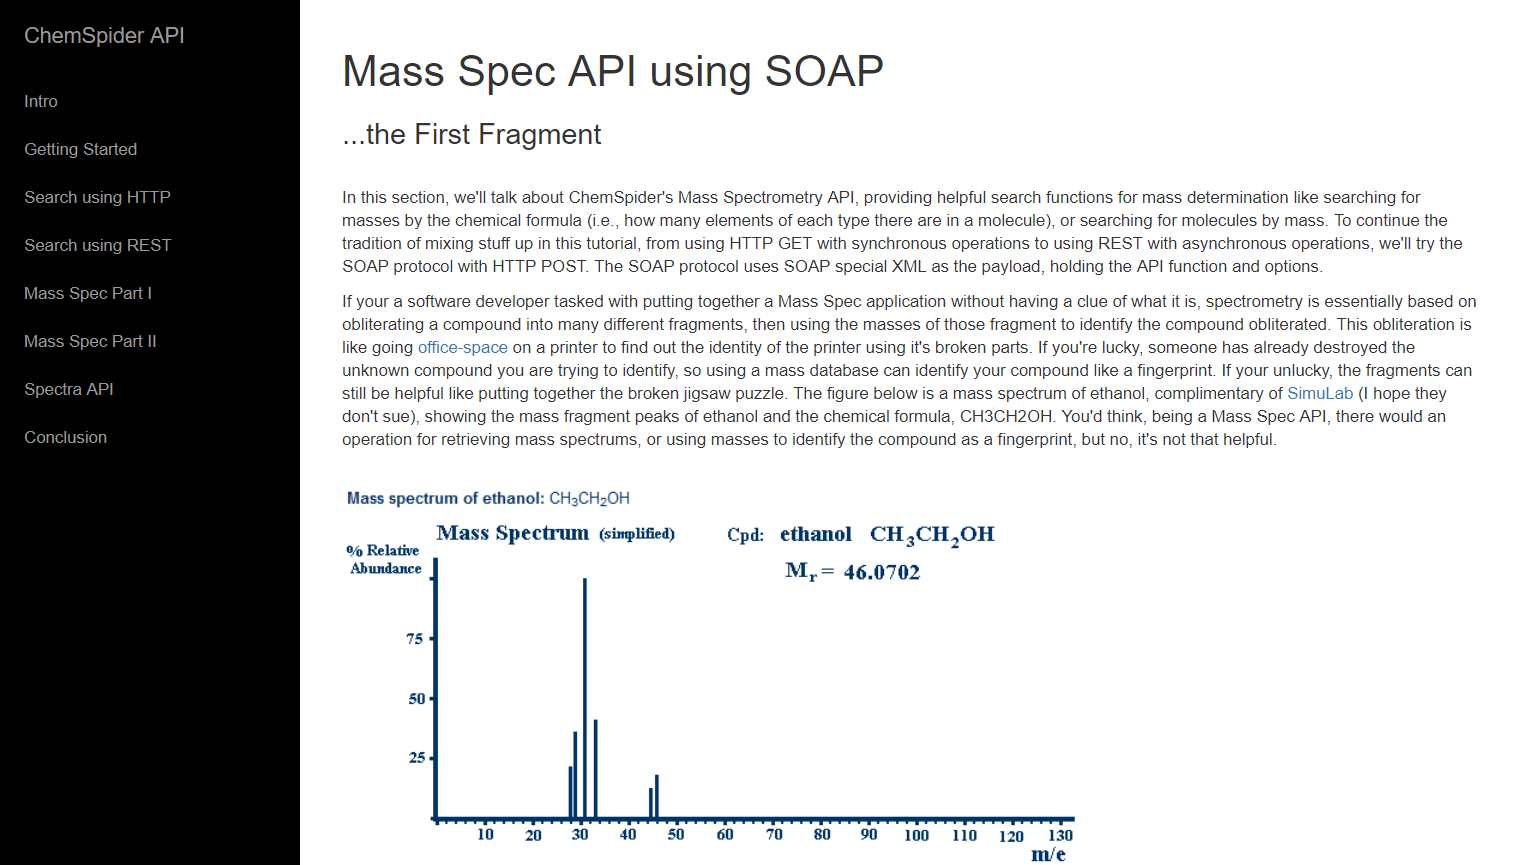 ChemSpider API
Intro
Getting Started
Search using HTTP
Search using REST
Mass Spec Part I
Mass Spec Part II
Spectra API
Conclusion
Mass Spec API using SOAP
...the First Fragment
In this section, we'll talk about ChemSpider's Mass Spectrometry API, providing helpful search functions for mass determination like searching for
masses by the chemical formula (i.e., how many elements of each type there are in a molecule), or searching for molecules by mass. To continue the
tradition of mixing stuff up in this tutorial, from using HTTP GET with synchronous operations to using REST with asynchronous operations, we'll try the
SOAP protocol with HTTP POST. The SOAP protocol uses SOAP special XML as the payload, holding the API function and options.
If your a software developer tasked with putting together a Mass Spec application without having a clue of what it is, spectrometry is essentially based on
obliterating a compound into many different fragments, then using the masses of those fragment to identify the compound obliterated. This obliteration is
like going office-space on a printer to find out the identity of the printer using it's broken parts. If you're lucky, someone has already destroyed the
unknown compound you are trying to identify, so using a mass database can identify your compound like a fingerprint. If your unlucky, the fragments can
still be helpful like putting together the broken jigsaw puzzle. The figure below is a mass spectrum of ethanol, complimentary of SimuLab (I hope they
don't sue), showing the mass fragment peaks of ethanol and the chemical formula, CH3CH2OH. You'd think, being a Mass Spec API, there would an
operation for retrieving mass spectrums, or using masses to identify the compound as a fingerprint, but no, it's not that helpful.
Mass spectrum of ethanol: CH₃CH₂OH
Mass Spectrum (simplified) Cpd: ethanol CH₃CH₂OH
% Relative
Abundance
Mᵣ = 46.0702
75
50
25
10 20 30 40 50 60 70 80 90 100 110 120 130
m/e